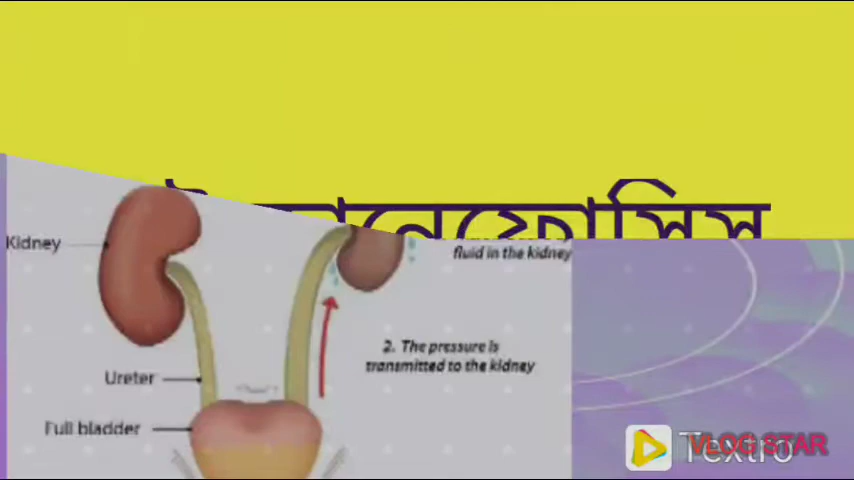 Kidney
fluid in the kidney
2. The pressure is
transmitted to the kidney
Ureter
Full bladder
Textro
VLOG STAR